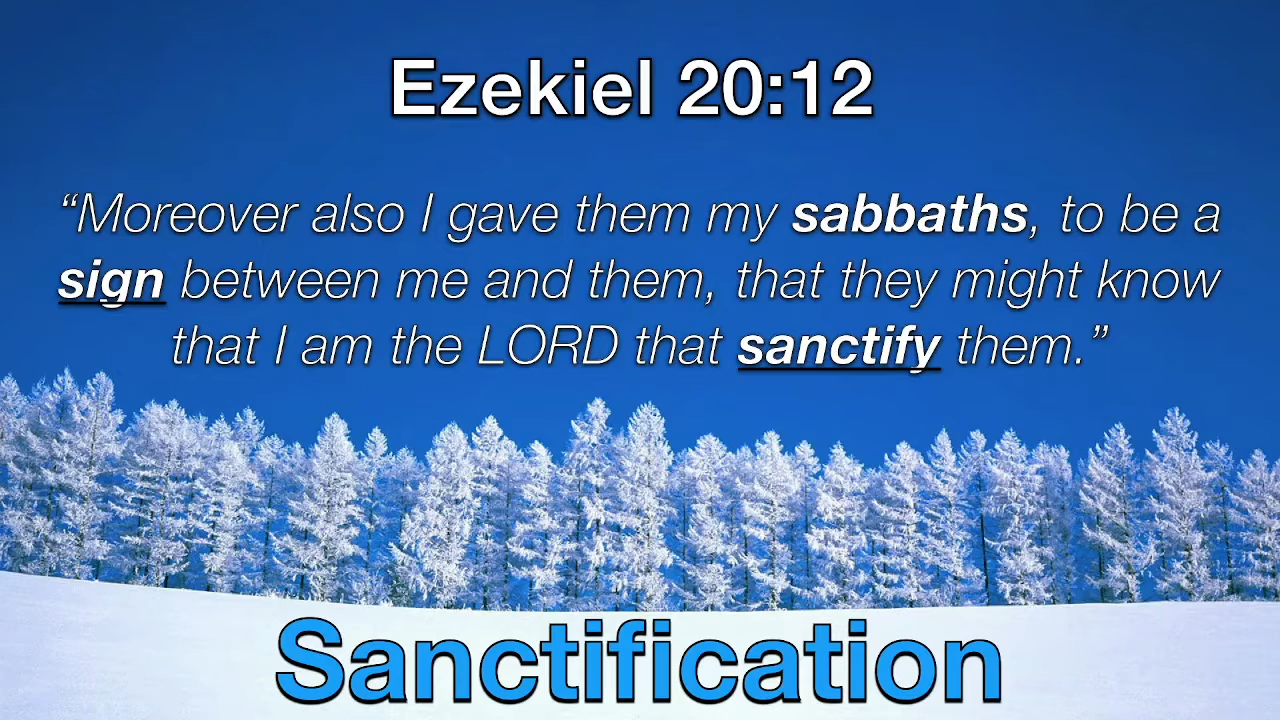 Ezekiel 20:12
“Moreover also I gave them my sabbaths, to be a
sign between me and them, that they might know
that I am the LORD that sanctify them.”
Sanctification